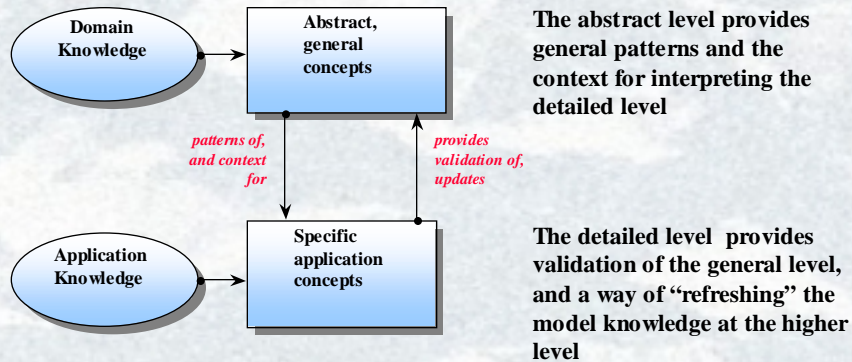 Domain
Knowledge
Abstract,
general
concepts
The abstract level provides
general patterns and the
context for interpreting the
detailed level
patterns of,
and context
for
provides
validation of,
updates
Application
Knowledge
Specific
application
concepts
The detailed level  provides
validation of the general level,
and a way of “refreshing” the
model knowledge at the higher
level